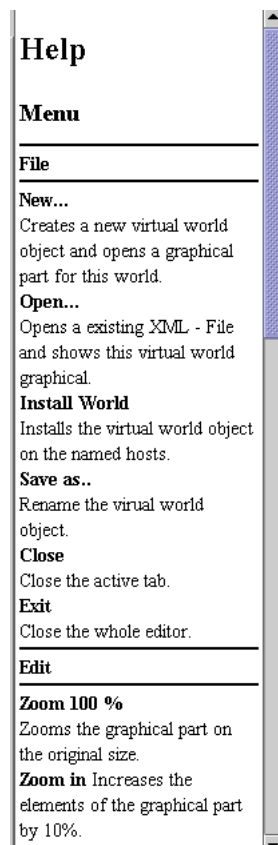 Help
Menu
File
New...
Creates a new virtual world
object and opens a graphical
part for this world.
Open...
Opens a existing XML - File
and shows this virtual world
graphical.
Install World
Installs the virtual world object
on the named hosts.
Save as..
Rename the virual world
object.
Close
Close the active tab.
Exit
Close the whole editor.
Edit
Zoom 100 %
Zooms the graphical part on
the original size.
Zoom in Increases the
elements of the graphical part
by 10%.